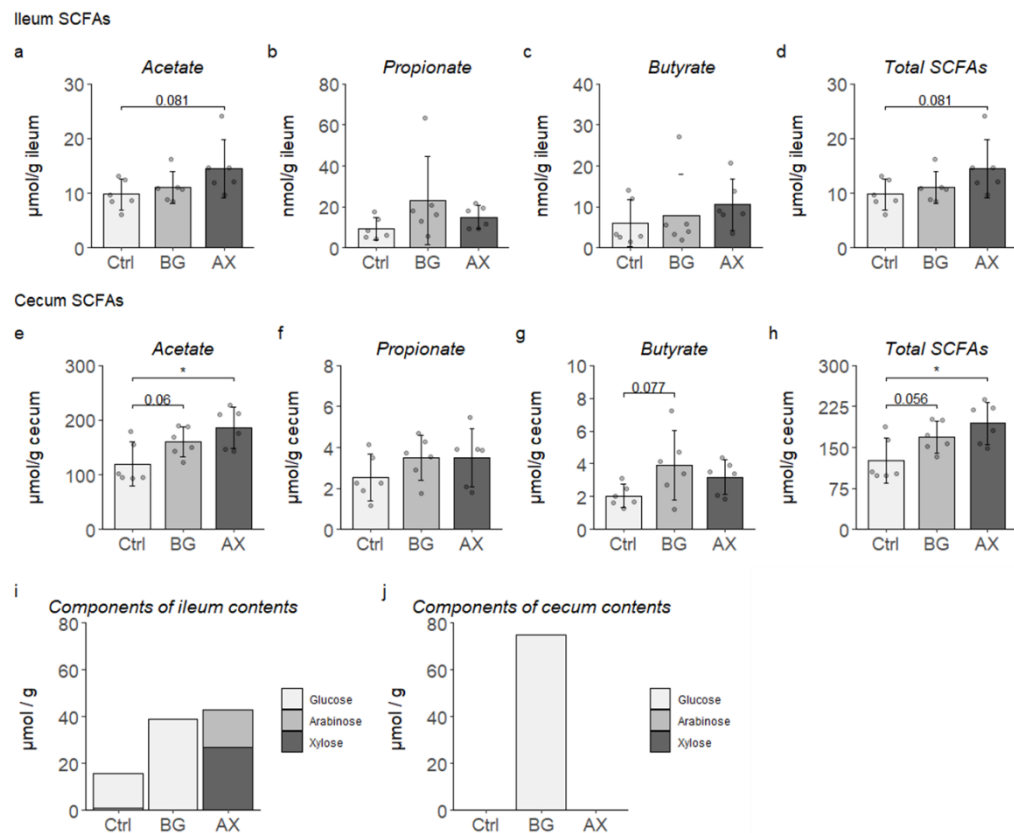 Ileum SCFAs
a
Acetate
µmol/g ileum
30
20
10
0
0.081
Ctrl BG AX
b
Propionate
nmol/g ileum
80
60
40
20
0
Ctrl BG AX
c
Butyrate
nmol/g ileum
40
30
20
10
0
Ctrl BG AX
d
Total SCFAs
µmol/g ileum
30
20
10
0
0.081
Ctrl BG AX
Cecum SCFAs
e
Acetate
µmol/g cecum
300
200
100
0
*
0.06
Ctrl BG AX
f
Propionate
µmol/g cecum
8
6
4
2
0
Ctrl BG AX
g
Butyrate
µmol/g cecum
10
8
6
4
2
0
0.077
Ctrl BG AX
h
Total SCFAs
µmol/g cecum
300
225
150
75
0
*
0.056
Ctrl BG AX
i
Components of ileum contents
µmol / g
80
60
40
20
0
Ctrl BG AX
Glucose
Arabinose
Xylose
j
Components of cecum contents
µmol / g
80
60
40
20
0
Ctrl BG AX
Glucose
Arabinose
Xylose